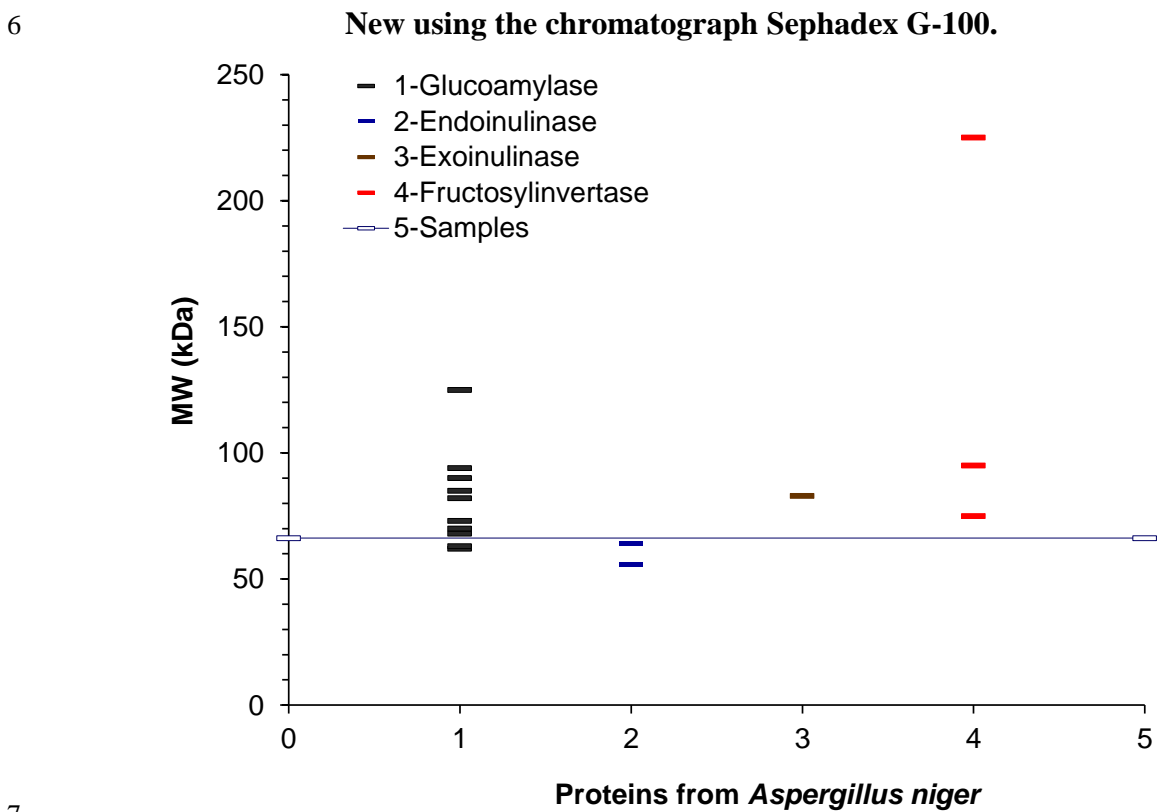 6
New using the chromatograph Sephadex G-100.
250
200
150
100
50
0
MW (kDa)
1-Glucoamylase
2-Endoinulinase
3-Exoinulinase
4-Fructosylinvertase
5-Samples
0 1 2 3 4 5
Proteins from Aspergillus niger